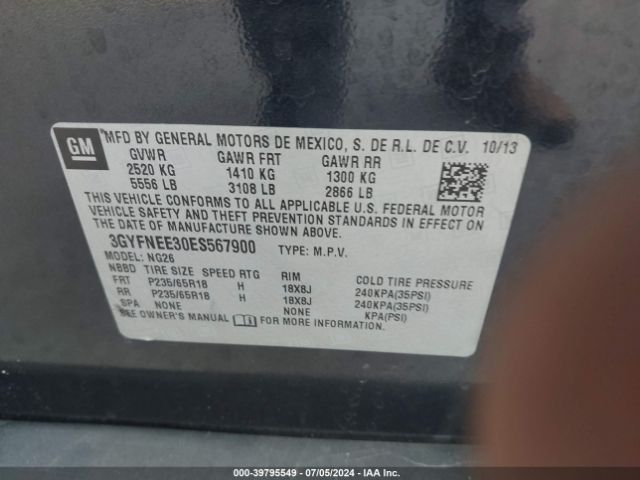 GM
MFD BY GENERAL MOTORS DE MEXICO, S. DE R.L. DE C.V. 10/13
GVWR GAWR FRT GAWR RR
2520 KG 1410 KG 1300 KG
5556 LB 3108 LB 2866 LB
THIS VEHICLE CONFORMS TO ALL APPLICABLE U.S. FEDERAL MOTOR
VEHICLE SAFETY AND THEFT PREVENTION STANDARDS IN EFFECT
ON THE DATE OF MANUFACTURE SHOWN ABOVE.
3GYFNEE30ES567900 TYPE: M.P.V.
MODEL: NG26
NBBD TIRE SIZE SPEED RTG RIM COLD TIRE PRESSURE
FRT P235/65R18 H 18X8J 240KPA(35PSI)
RR P235/65R18 H 18X8J 240KPA(35PSI)
SPA NONE NONE KPA(PSI)
SEE OWNER'S MANUAL FOR MORE INFORMATION.
000-39795549 - 07/05/2024 - IAA Inc.